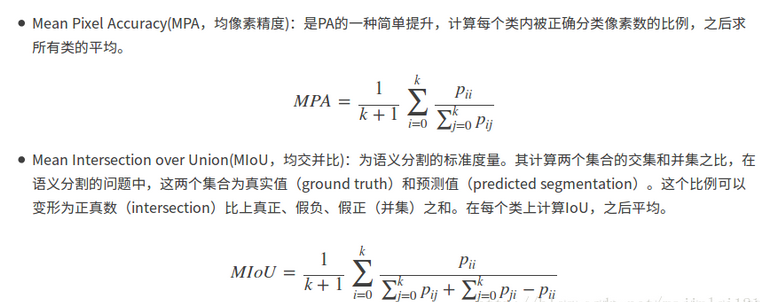 ● Mean Pixel Accuracy(MPA，均像素精度)：是PA的一种简单提升，计算每个类内被正确分类像素数的比例，之后求
所有类的平均。
MPA = \frac{1}{k+1} \sum_{i=0}^{k} \frac{p_{ii}}{\sum_{j=0}^{k} p_{ij}}
● Mean Intersection over Union(MIoU，均交并比)：为语义分割的标准度量。其计算两个集合的交集和并集之比，在
语义分割的问题中，这两个集合为真实值（ground truth）和预测值（predicted segmentation）。这个比例可以
变形为正真数（intersection）比上真正、假负、假正（并集）之和。在每个类上计算IoU，之后平均。
MIoU = \frac{1}{k+1} \sum_{i=0}^{k} \frac{p_{ii}}{\sum_{j=0}^{k} p_{ij} + \sum_{j=0}^{k} p_{ji} - p_{ii}}